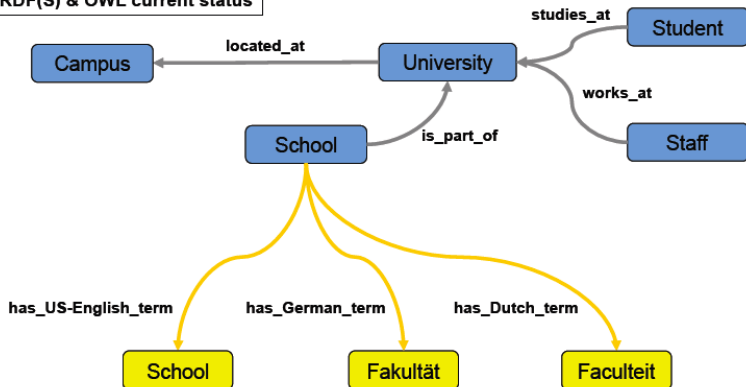 RDF(S) & OWL current status
studies_at
Student
located_at
Campus
University
works_at
School
is_part_of
Staff
has_US-English_term
has_German_term
has_Dutch_term
School
Fakultät
Faculteit